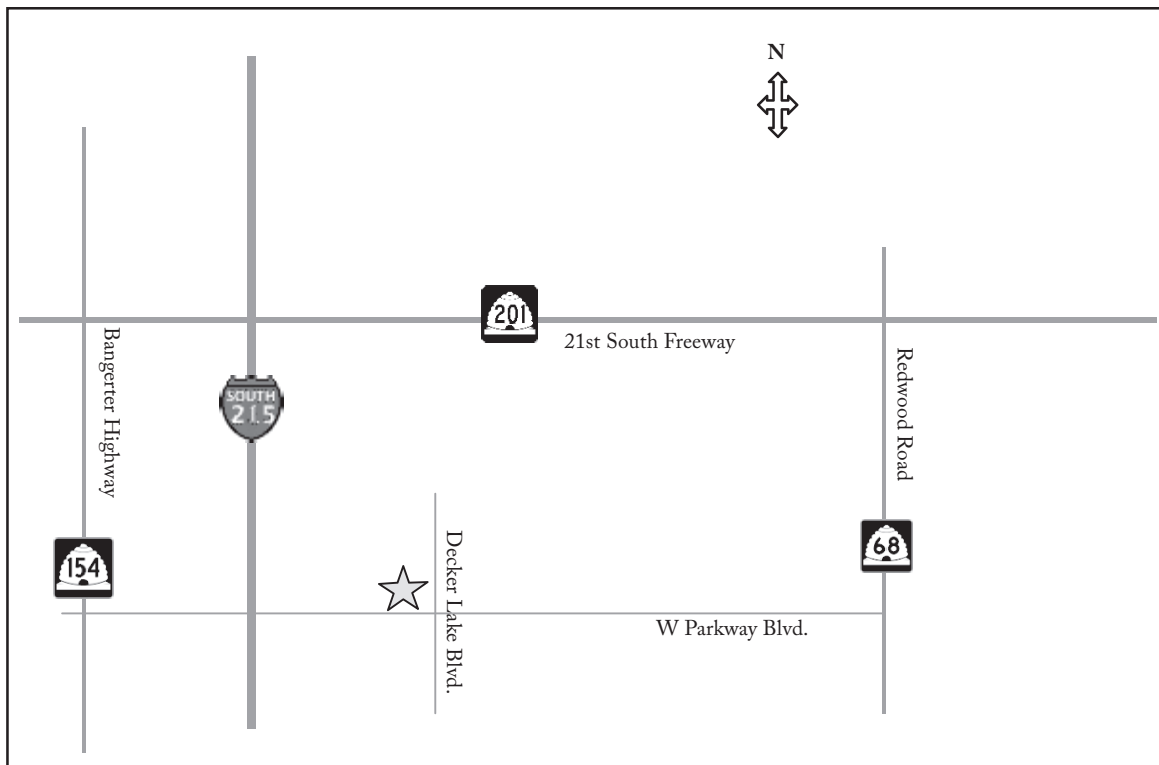 N
201
21st South Freeway
Bangerter Highway
Redwood Road
SOUTH
215
154
68
Decker Lake Blvd.
W Parkway Blvd.